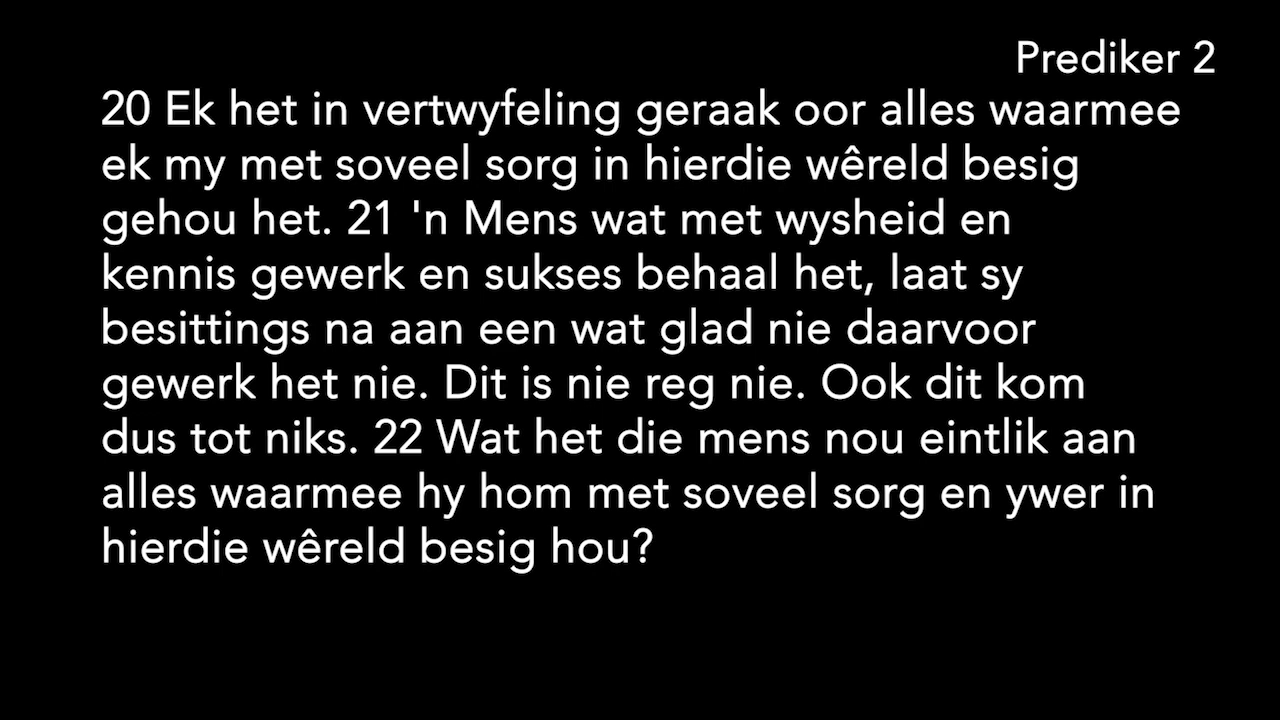 Prediker 2
20 Ek het in vertwyfeling geraak oor alles waarmee
ek my met soveel sorg in hierdie wêreld besig
gehou het. 21 'n Mens wat met wysheid en
kennis gewerk en sukses behaal het, laat sy
besittings na aan een wat glad nie daarvoor
gewerk het nie. Dit is nie reg nie. Ook dit kom
dus tot niks. 22 Wat het die mens nou eintlik aan
alles waarmee hy hom met soveel sorg en ywer in
hierdie wêreld besig hou?